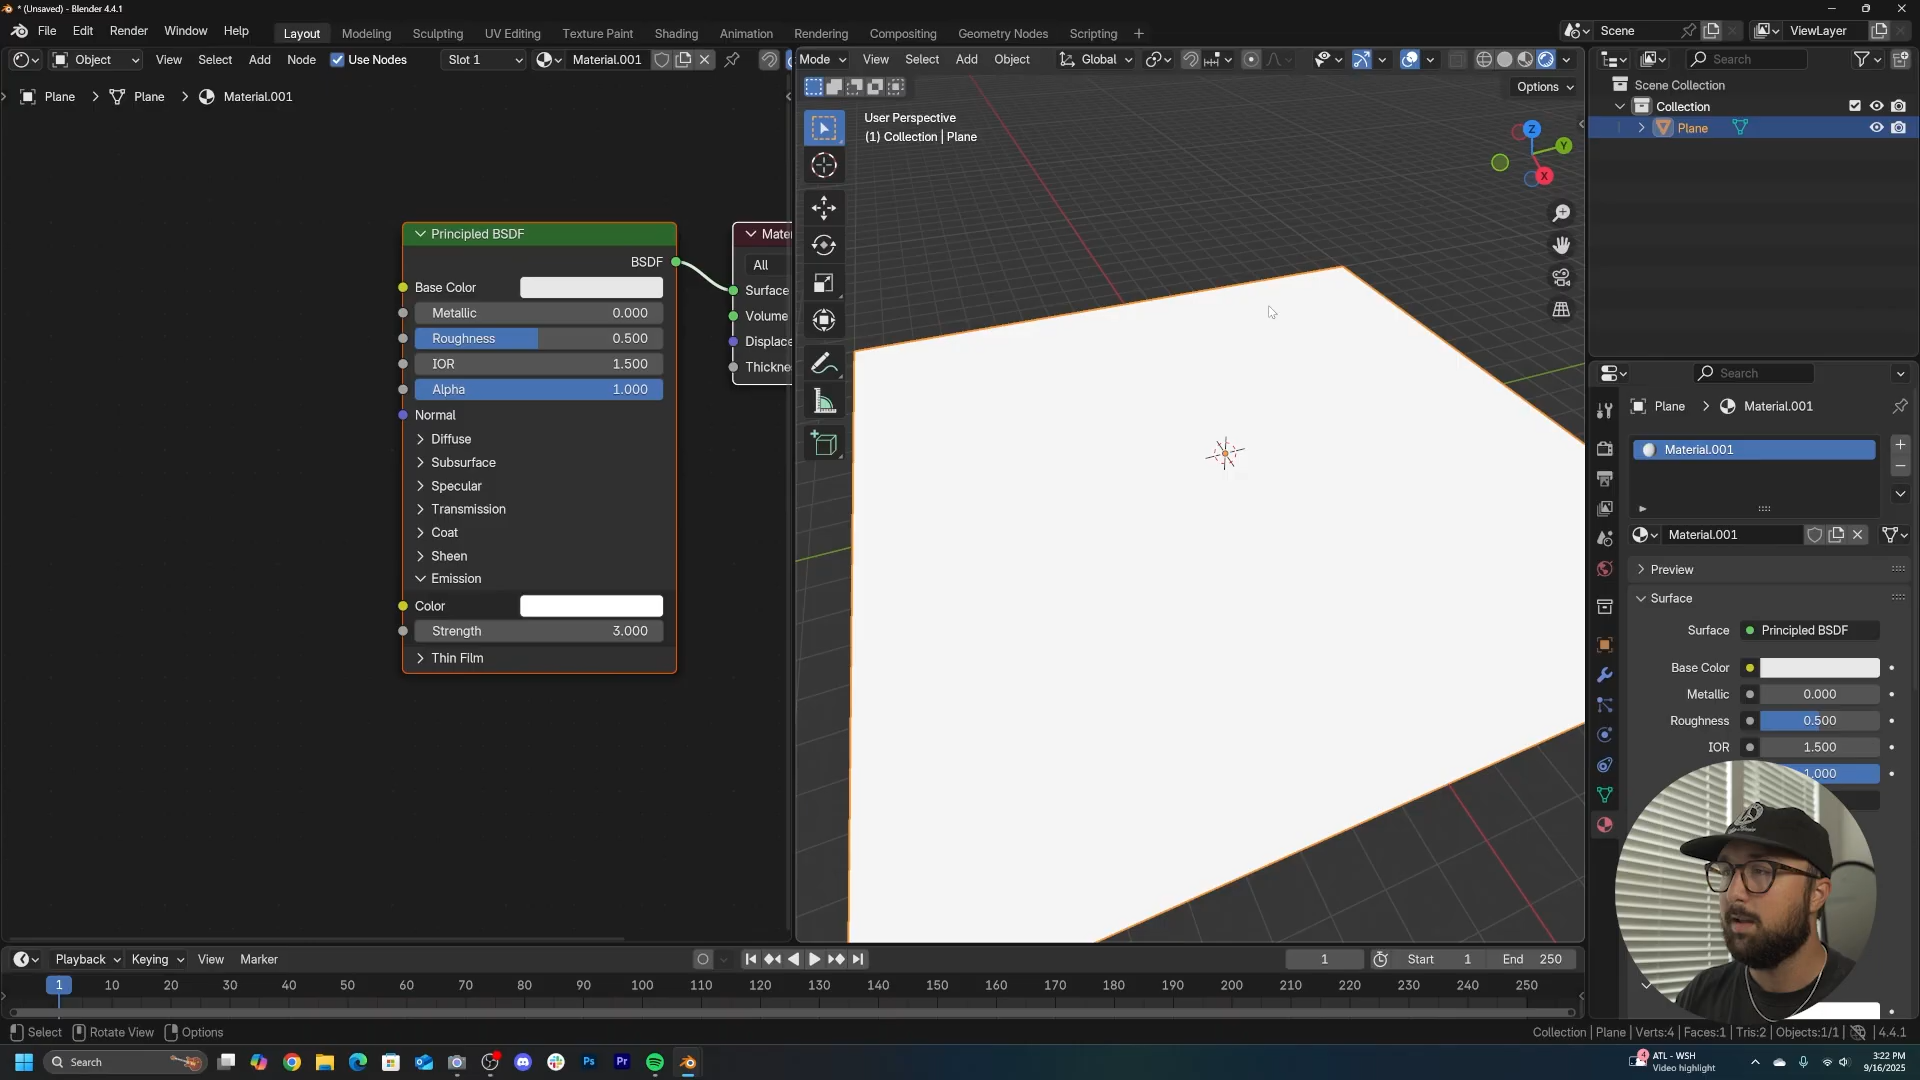 * (Unsaved) - Blender 4.4.1
File Edit Render Window Help Layout Modeling Sculpting UV Editing Texture Paint Shading Animation Rendering Compositing Geometry Nodes Scripting + Scene ViewLayer
Object View Select Add Node Use Nodes Slot 1 Material.001
Mode View Select Add Object Global
Search
Plane > Plane > Material.001
Options
User Perspective
(1) Collection | Plane
Z
Y
X
Scene Collection
Collection
Plane
Principled BSDF
BSDF
Base Color
Metallic 0.000
Roughness 0.500
IOR 1.500
Alpha 1.000
Normal
Diffuse
Subsurface
Specular
Transmission
Coat
Sheen
Emission
Color
Strength 3.000
Thin Film
Mater
All
Surface
Volume
Displace
Thickne
Search
Plane > Material.001
Material.001
Material.001
Preview
Surface
Surface Principled BSDF
Base Color
Metallic 0.000
Roughness 0.500
IOR 1.500
1.000
Playback Keying View Marker 1 Start 1 End 250
1 10 20 30 40 50 60 70 80 90 100 110 120 130 140 150 160 170 180 190 200 210 220 230 240 250
Select Rotate View Options
Collection | Plane | Verts:4 | Faces:1 | Tris:2 | Objects:1/1 | 4.4.1
Search
Ps
Pr
4
ATL - WSH
Video highlight
3:22 PM
9/16/2025